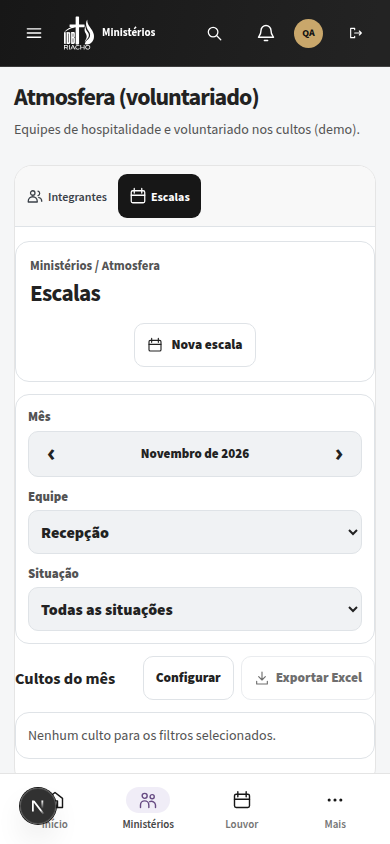 IDB
RIACHO
Ministérios
QA
Atmosfera (voluntariado)
Equipes de hospitalidade e voluntariado nos cultos (demo).
Integrantes
Escalas
Ministérios / Atmosfera
Escalas
Nova escala
Mês
‹ Novembro de 2026 ›
Equipe
Recepção
Situação
Todas as situações
Cultos do mês
Configurar
Exportar Excel
Nenhum culto para os filtros selecionados.
N
Início
Ministérios
Louvor
Mais